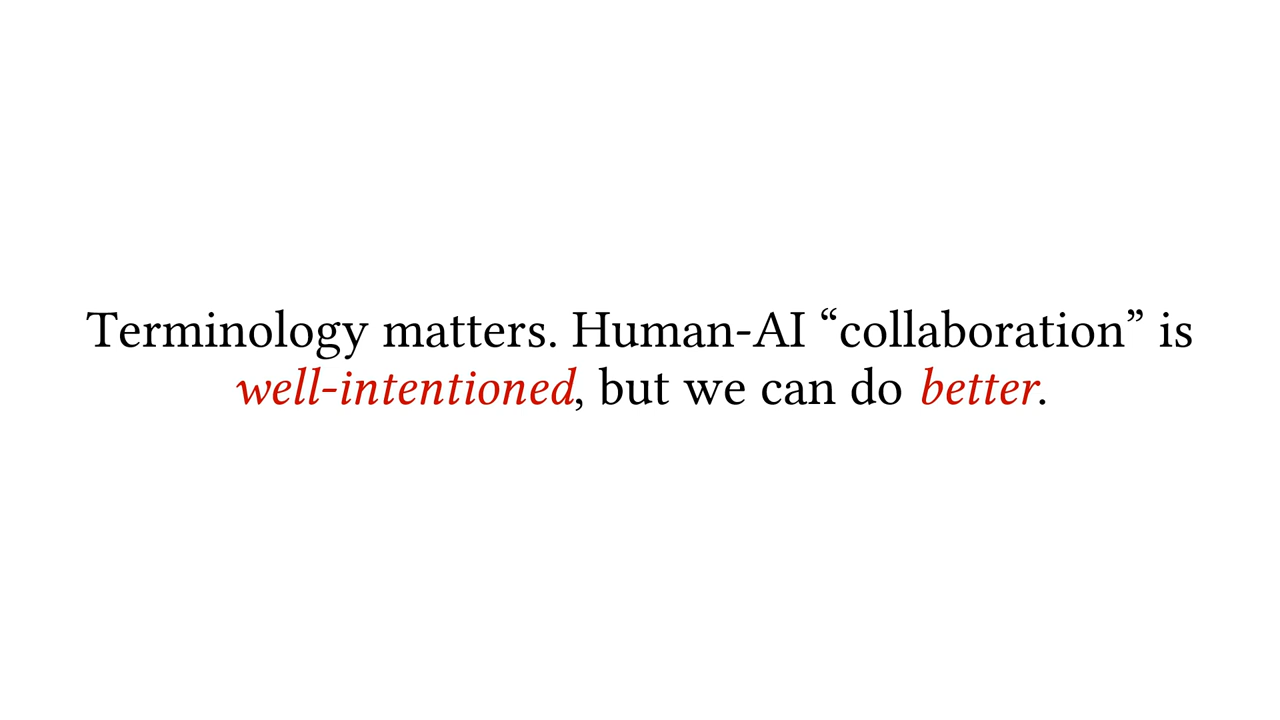 Terminology matters. Human-AI “collaboration” is
well-intentioned, but we can do better.